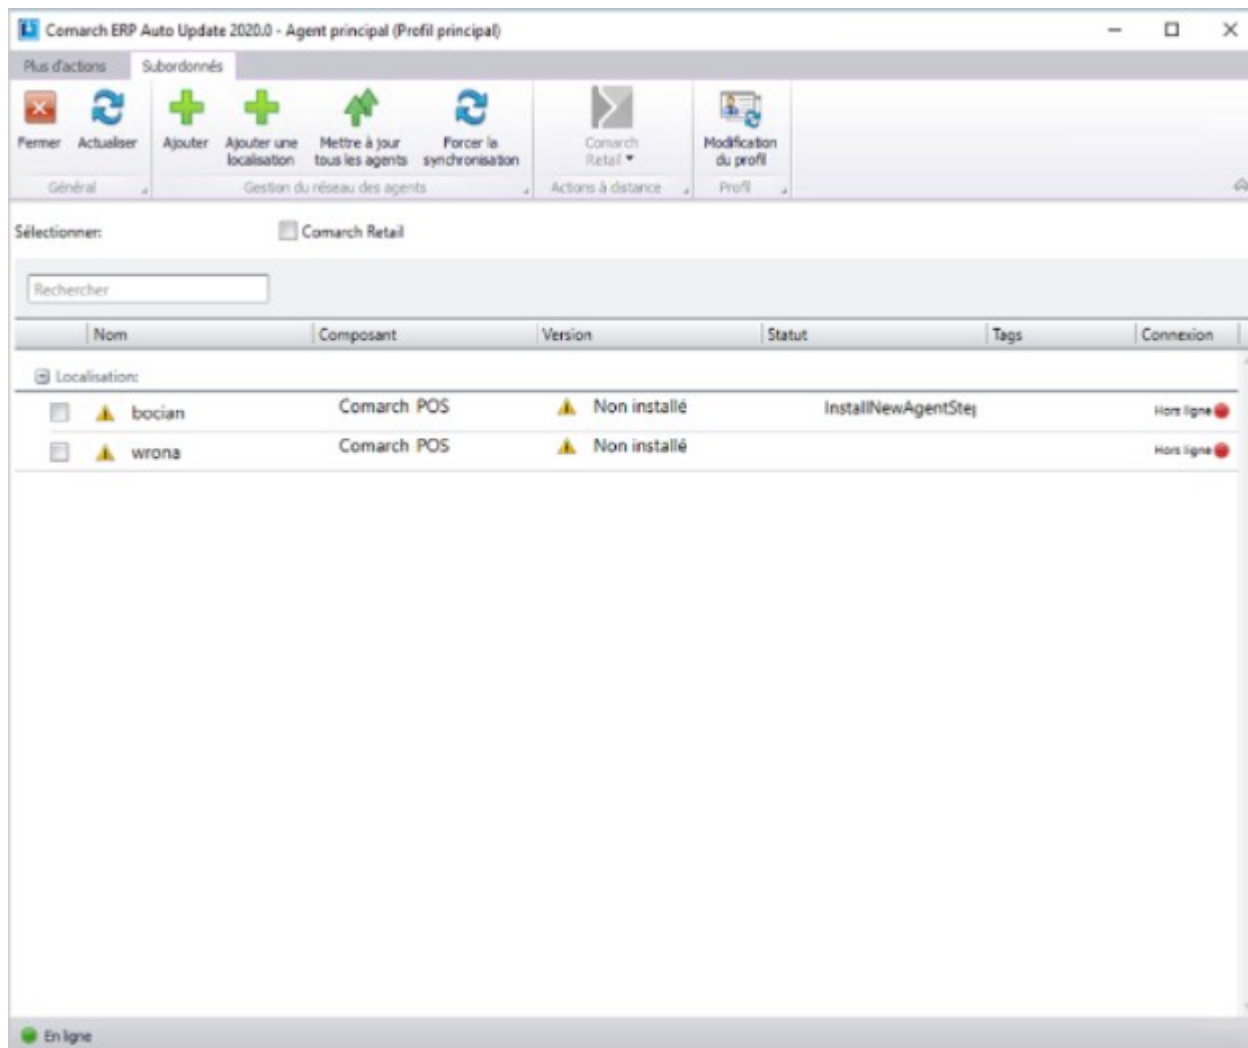 Comarch ERP Auto Update 2020.0 - Agent principal (Profil principal)
Plus d'actions Subordonnés
Fermer Actualiser Ajouter Ajouter une localisation Mettre à jour tous les agents Forcer la synchronisation Comarch Retail Modification du profil
Général Gestion du réseau des agents Actions à distance Profil
Sélectionner: Comarch Retail
Rechercher
Nom Composant Version Statut Tags Connexion
Localisation:
bocian Comarch POS Non installé InstallNewAgentStep Hors ligne
wrona Comarch POS Non installé Hors ligne
En ligne